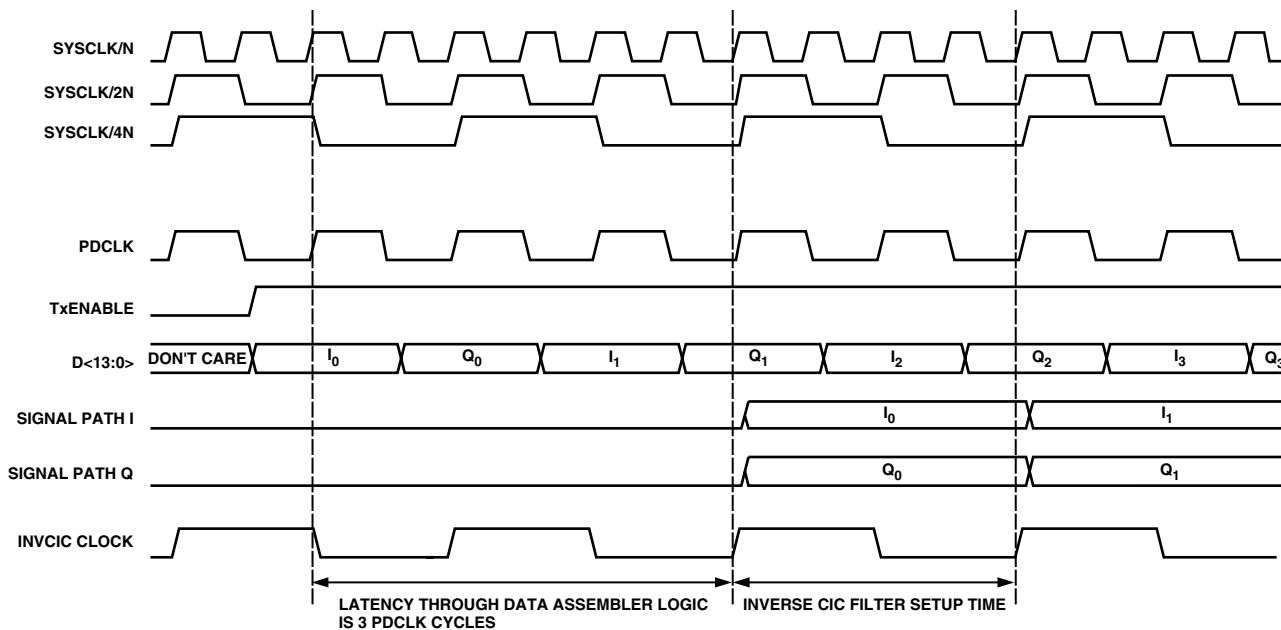 SYSCLK/N
SYSCLK/2N
SYSCLK/4N
PDCLK
TxENABLE
D<13:0> DON'T CARE I0 Q0 I1 Q1 I2 Q2 I3 Q3
SIGNAL PATH I I0 I1
SIGNAL PATH Q Q0 Q1
INVCIC CLOCK
LATENCY THROUGH DATA ASSEMBLER LOGIC
IS 3 PDCLK CYCLES
INVERSE CIC FILTER SETUP TIME